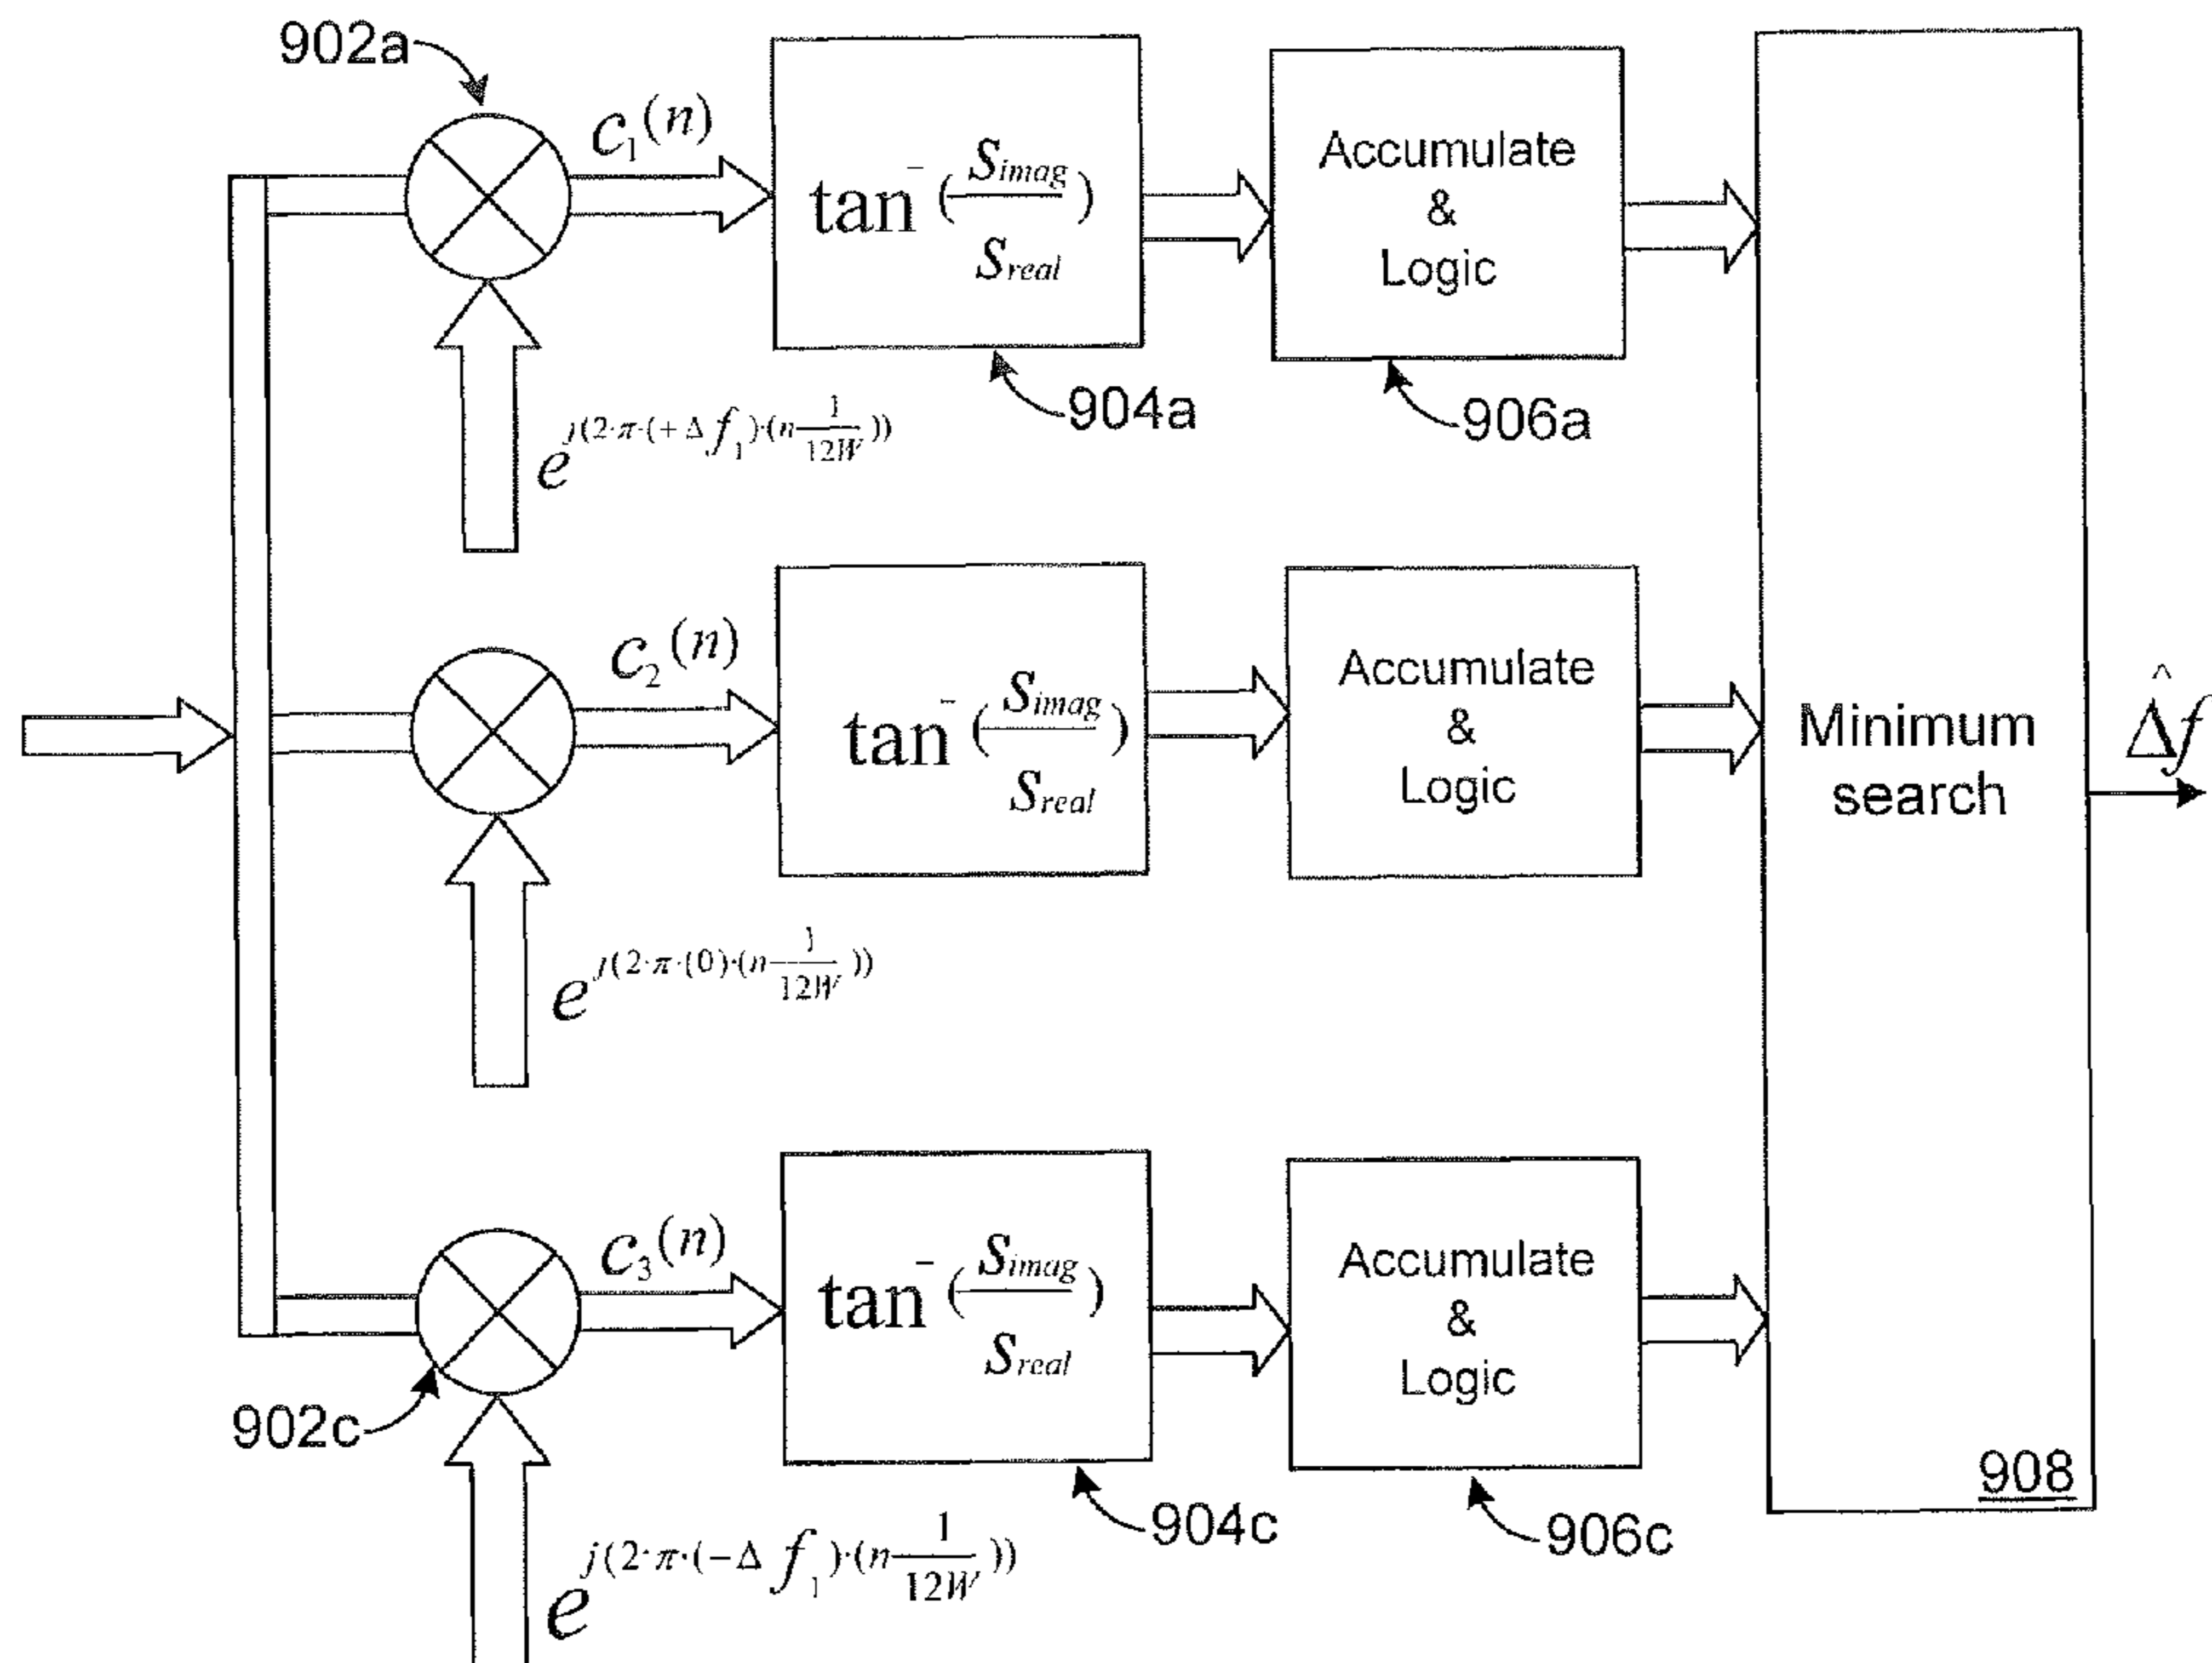 902a
c₁(n)
tan⁻(Simag/Sreal)
Accumulate
&
Logic
904a
906a
e^j(2·π·(+Δf₁)·(n 1/12W))
c₂(n)
tan⁻(Simag/Sreal)
Accumulate
&
Logic
Minimum
search
Δ̂f
e^j(2·π·(0)·(n 1/12W))
c₃(n)
tan⁻(Simag/Sreal)
Accumulate
&
Logic
902c
904c
906c
908
e^j(2·π·(−Δf₁)·(n 1/12W))